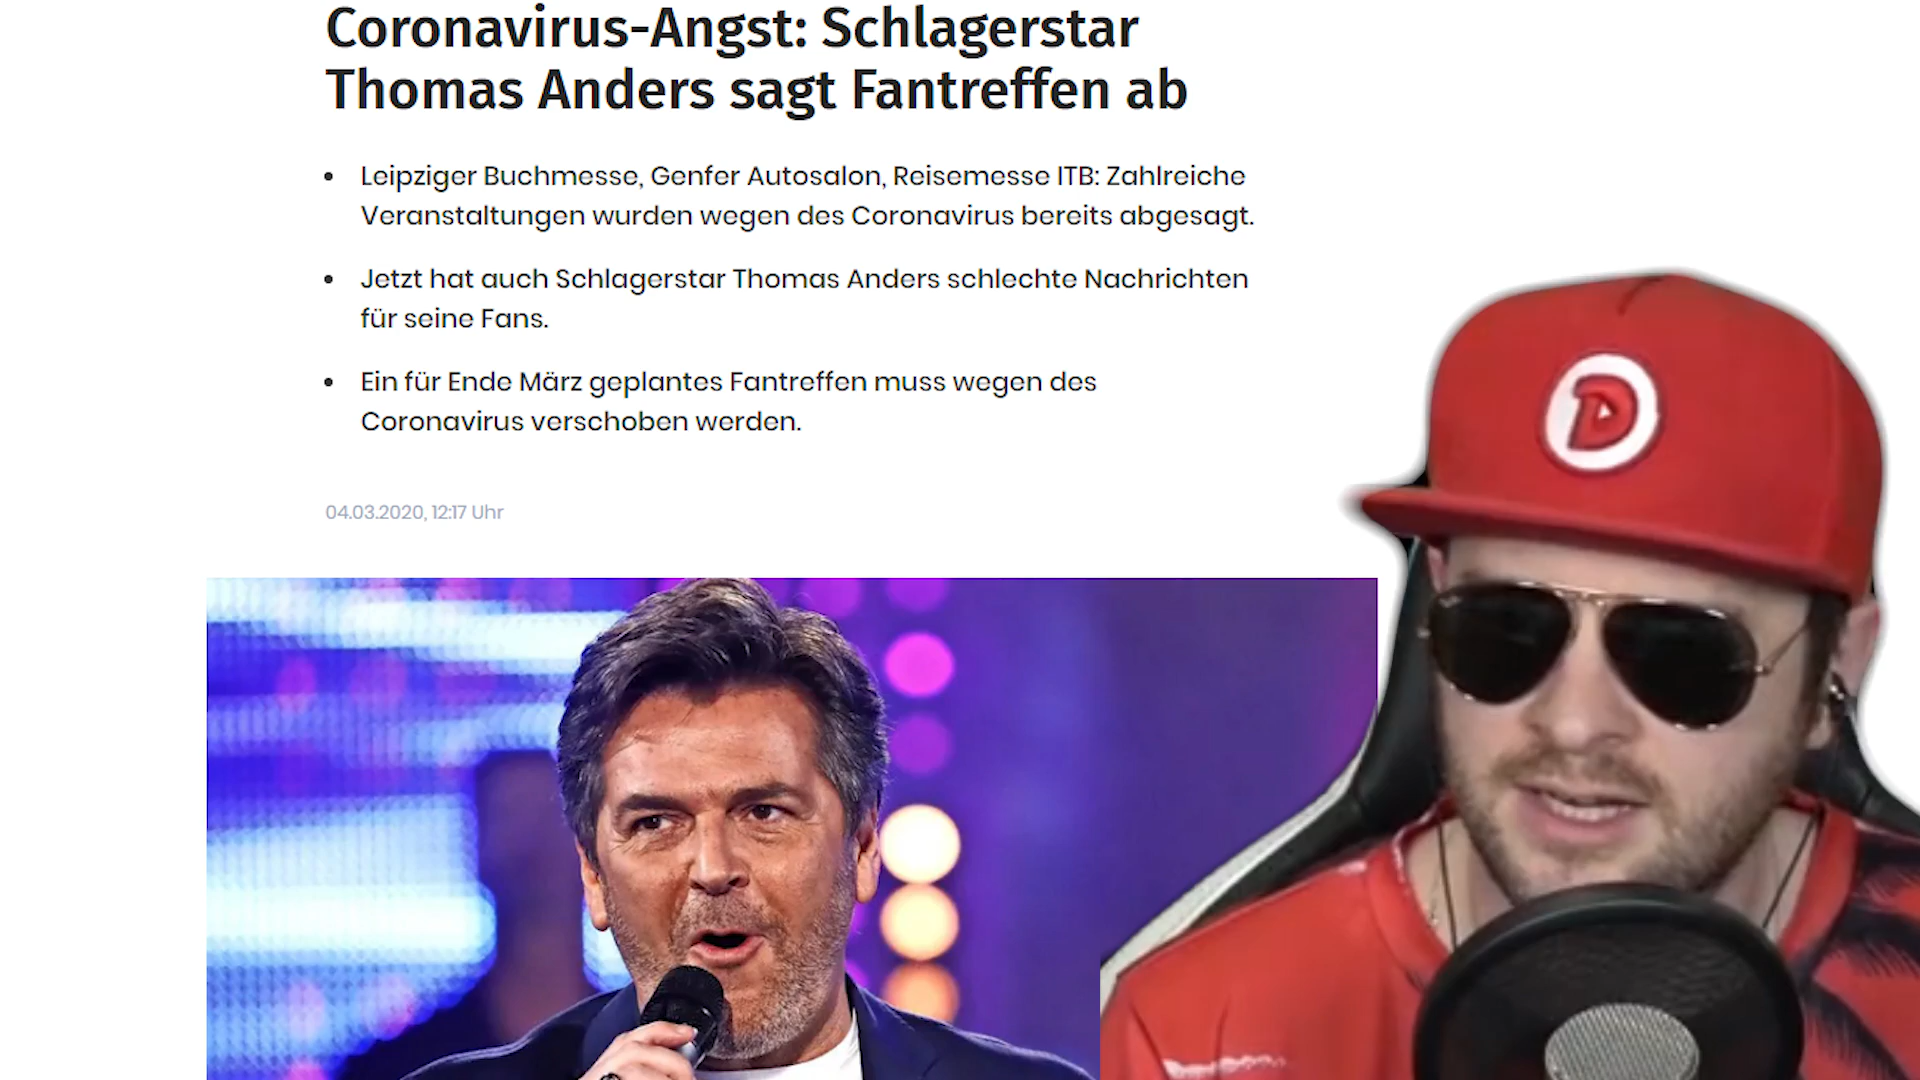 Coronavirus-Angst: Schlagerstar
Thomas Anders sagt Fantreffen ab
Leipziger Buchmesse, Genfer Autosalon, Reisemesse ITB: Zahlreiche
Veranstaltungen wurden wegen des Coronavirus bereits abgesagt.
Jetzt hat auch Schlagerstar Thomas Anders schlechte Nachrichten
für seine Fans.
Ein für Ende März geplantes Fantreffen muss wegen des
Coronavirus verschoben werden.
04.03.2020, 12:17 Uhr
D